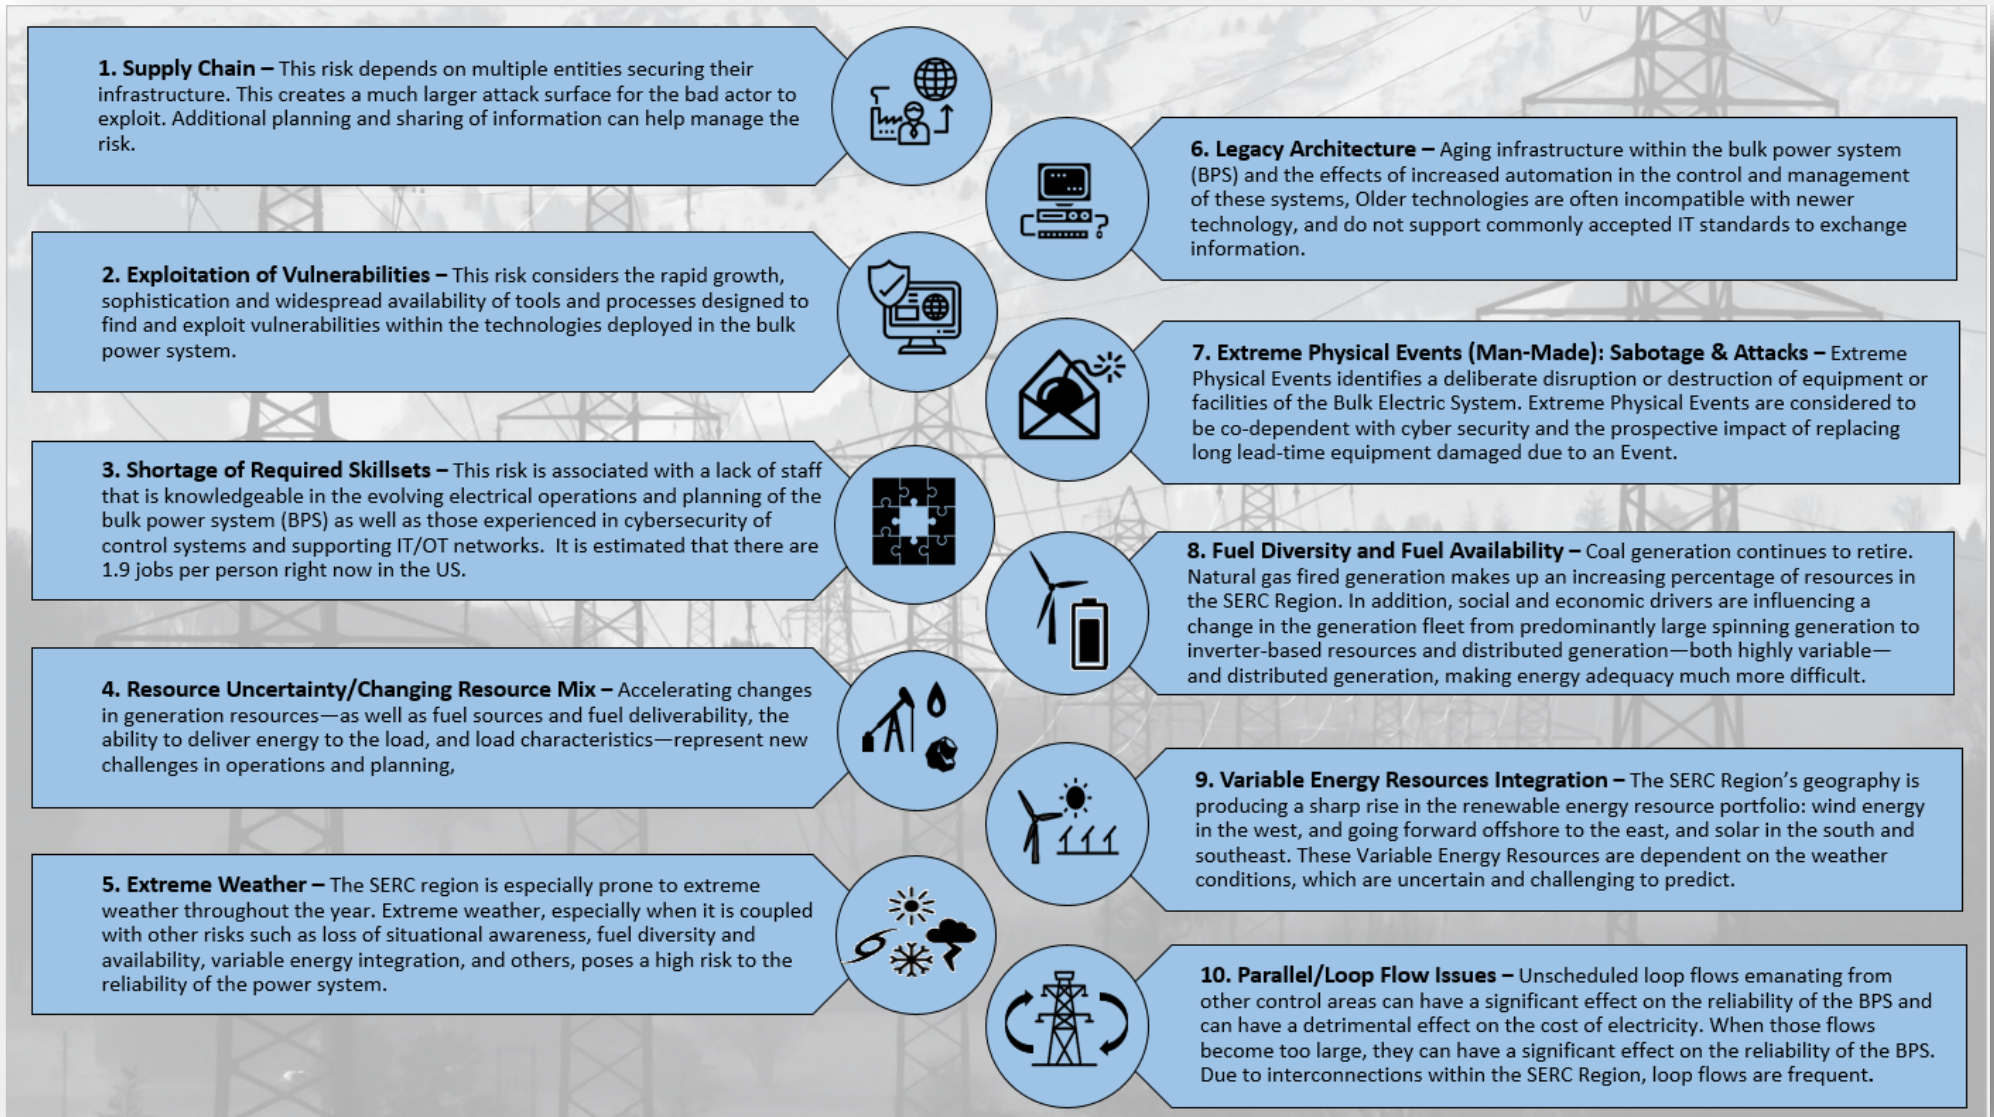 1. Supply Chain – This risk depends on multiple entities securing their
infrastructure. This creates a much larger attack surface for the bad actor to
exploit. Additional planning and sharing of information can help manage the
risk.
2. Exploitation of Vulnerabilities – This risk considers the rapid growth,
sophistication and widespread availability of tools and processes designed to
find and exploit vulnerabilities within the technologies deployed in the bulk
power system.
3. Shortage of Required Skillsets – This risk is associated with a lack of staff
that is knowledgeable in the evolving electrical operations and planning of the
bulk power system (BPS) as well as those experienced in cybersecurity of
control systems and supporting IT/OT networks.  It is estimated that there are
1.9 jobs per person right now in the US.
4. Resource Uncertainty/Changing Resource Mix – Accelerating changes
in generation resources—as well as fuel sources and fuel deliverability, the
ability to deliver energy to the load, and load characteristics—represent new
challenges in operations and planning,
5. Extreme Weather – The SERC region is especially prone to extreme
weather throughout the year. Extreme weather, especially when it is coupled
with other risks such as loss of situational awareness, fuel diversity and
availability, variable energy integration, and others, poses a high risk to the
reliability of the power system.
6. Legacy Architecture – Aging infrastructure within the bulk power system
(BPS) and the effects of increased automation in the control and management
of these systems, Older technologies are often incompatible with newer
technology, and do not support commonly accepted IT standards to exchange
information.
7. Extreme Physical Events (Man-Made): Sabotage & Attacks – Extreme
Physical Events identifies a deliberate disruption or destruction of equipment or
facilities of the Bulk Electric System. Extreme Physical Events are considered to
be co-dependent with cyber security and the prospective impact of replacing
long lead-time equipment damaged due to an Event.
8. Fuel Diversity and Fuel Availability – Coal generation continues to retire.
Natural gas fired generation makes up an increasing percentage of resources in
the SERC Region. In addition, social and economic drivers are influencing a
change in the generation fleet from predominantly large spinning generation to
inverter-based resources and distributed generation—both highly variable—
and distributed generation, making energy adequacy much more difficult.
9. Variable Energy Resources Integration – The SERC Region’s geography is
producing a sharp rise in the renewable energy resource portfolio: wind energy
in the west, and going forward offshore to the east, and solar in the south and
southeast. These Variable Energy Resources are dependent on the weather
conditions, which are uncertain and challenging to predict.
10. Parallel/Loop Flow Issues – Unscheduled loop flows emanating from
other control areas can have a significant effect on the reliability of the BPS and
can have a detrimental effect on the cost of electricity. When those flows
become too large, they can have a significant effect on the reliability of the BPS.
Due to interconnections within the SERC Region, loop flows are frequent.